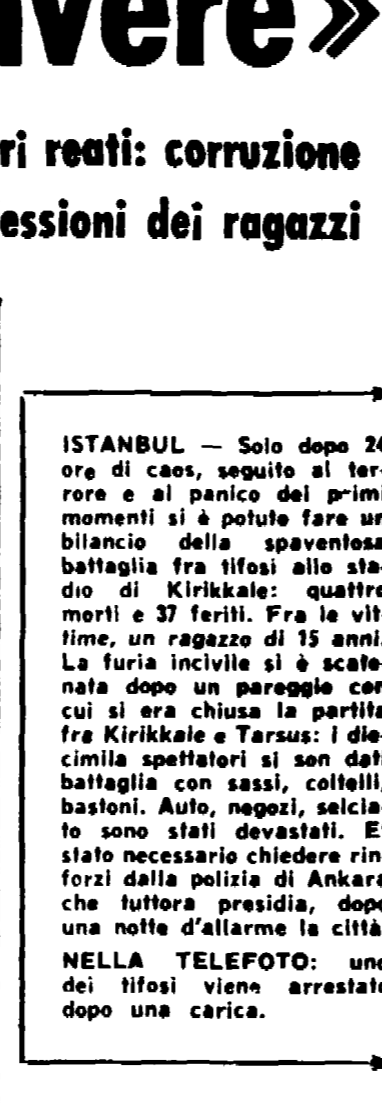 ivere»
ri reati: corruzione
essioni dei ragazzi
ISTANBUL — Solo dopo 24
ore di caos, seguito al ter-
rore e al panico dei primi
momenti si è potute fare un
bilancio della spaventosa
battaglia fra tifosi allo sta-
dio di Kirikkale: quattro
morti e 37 feriti. Fra le vit-
time, un ragazzo di 15 anni.
La furia incivile si è scate-
nata dopo un pareggio con
cui si era chiusa la partita
fra Kirikkale e Tarsus: i die-
cimila spettatori si son dati
battaglia con sassi, coltelli,
bastoni. Auto, negozi, selcia-
to sono stati devastati. E'
stato necessario chiedere rin-
forzi dalla polizia di Ankara
che tuttora presidia, dopo
una notte d'allarme la città
NELLA TELEFOTO: uno
dei tifosi viene arrestato
dopo una carica.